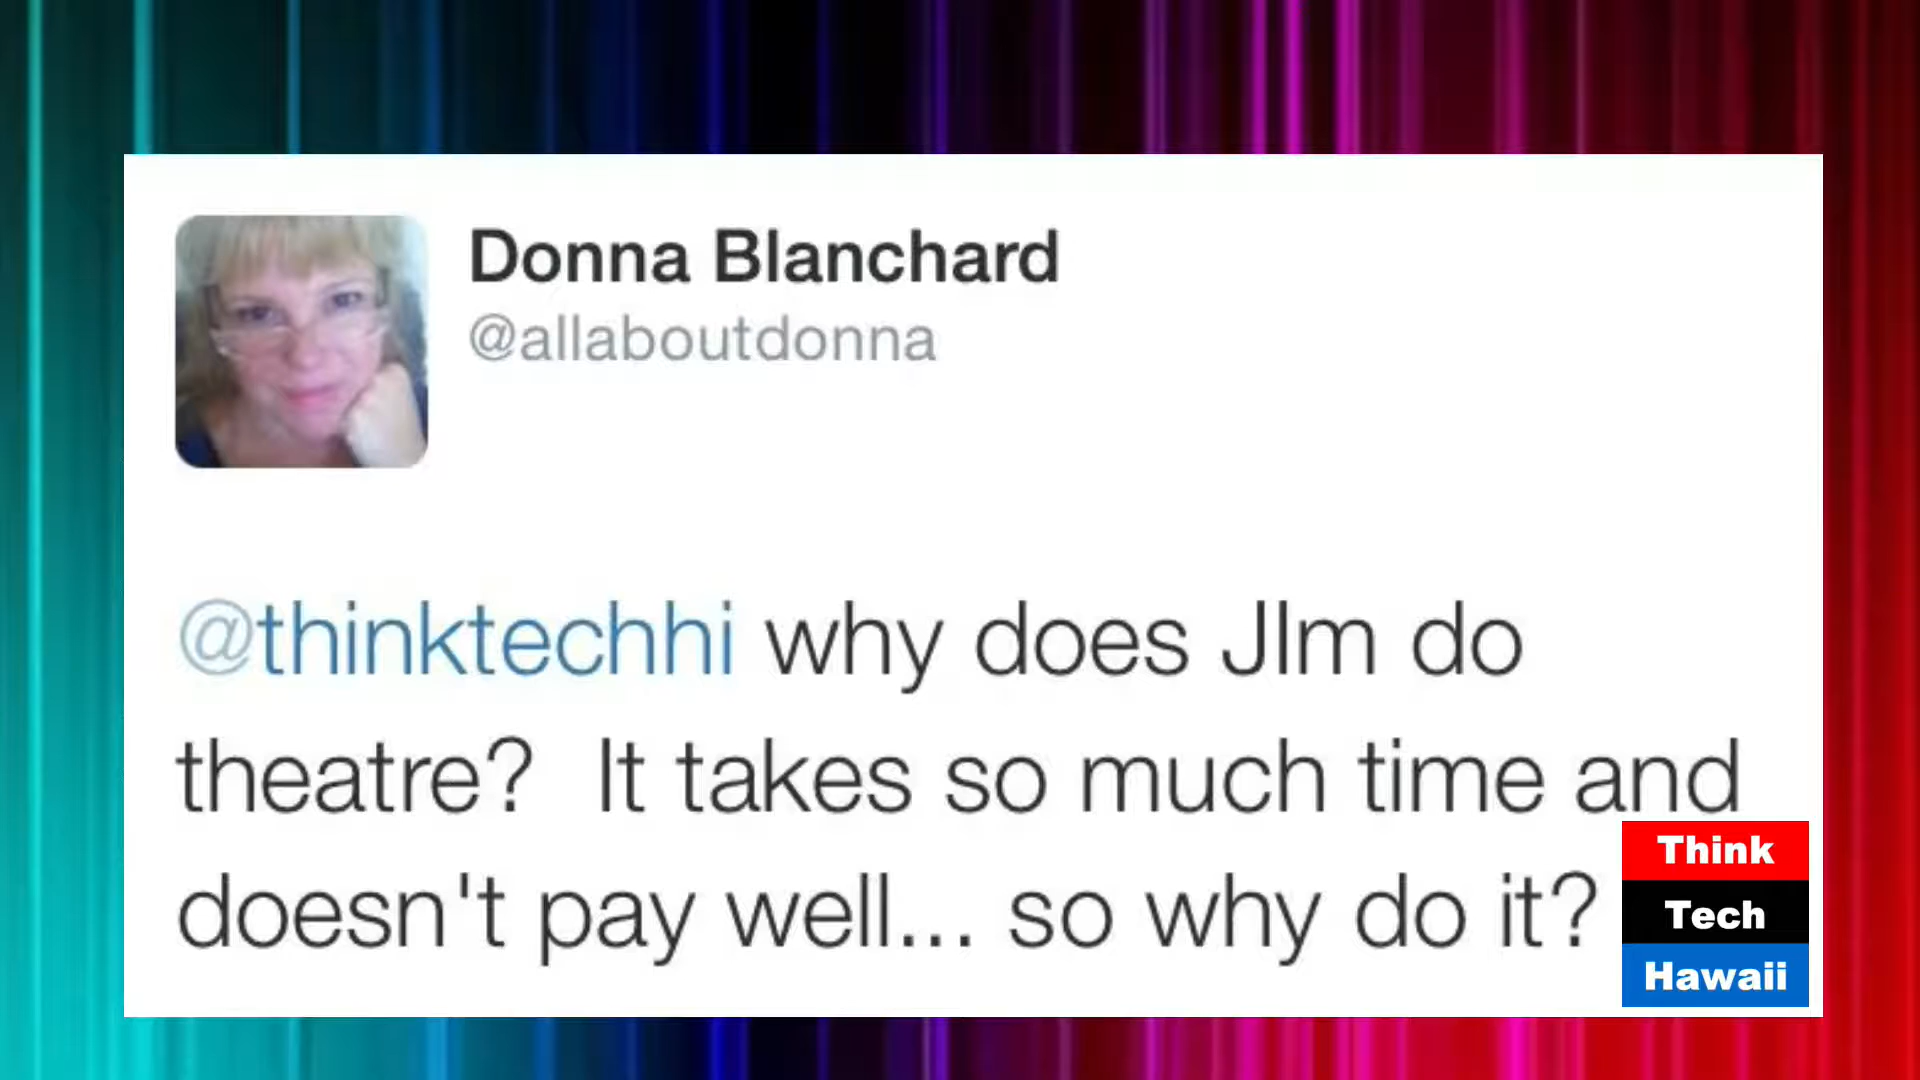 Donna Blanchard
@allaboutdonna
@thinktechhi why does JIm do
theatre?  It takes so much time and
doesn't pay well... so why do it?
Think
Tech
Hawaii